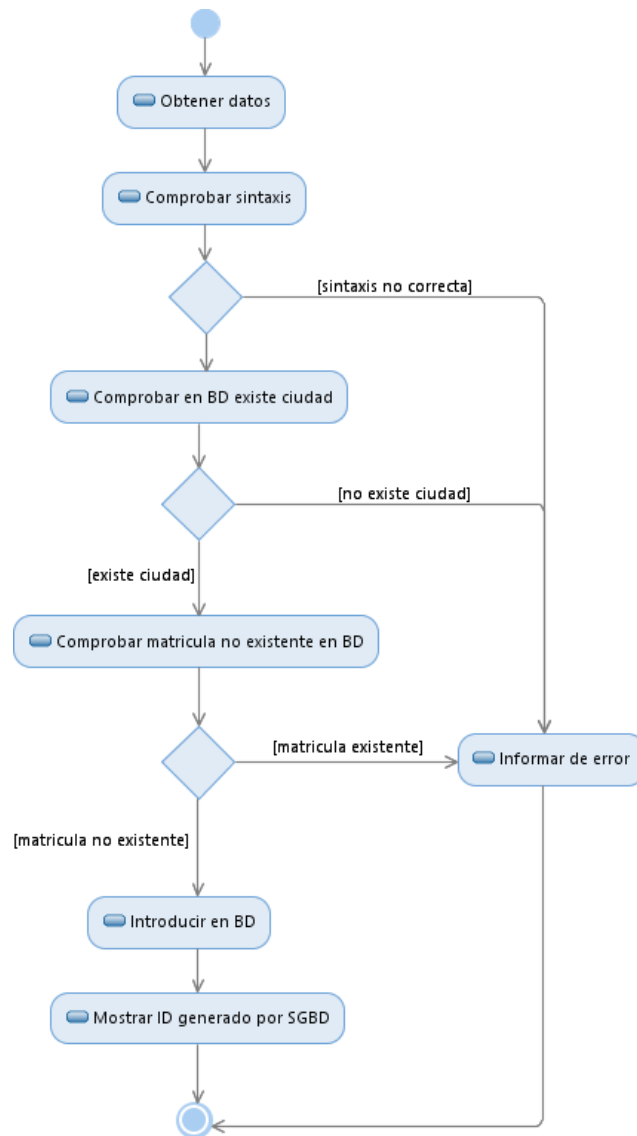 Obtener datos
Comprobar sintaxis
[sintaxis no correcta]
Comprobar en BD existe ciudad
[no existe ciudad]
[existe ciudad]
Comprobar matricula no existente en BD
[matricula existente]
Informar de error
[matricula no existente]
Introducir en BD
Mostrar ID generado por SGBD